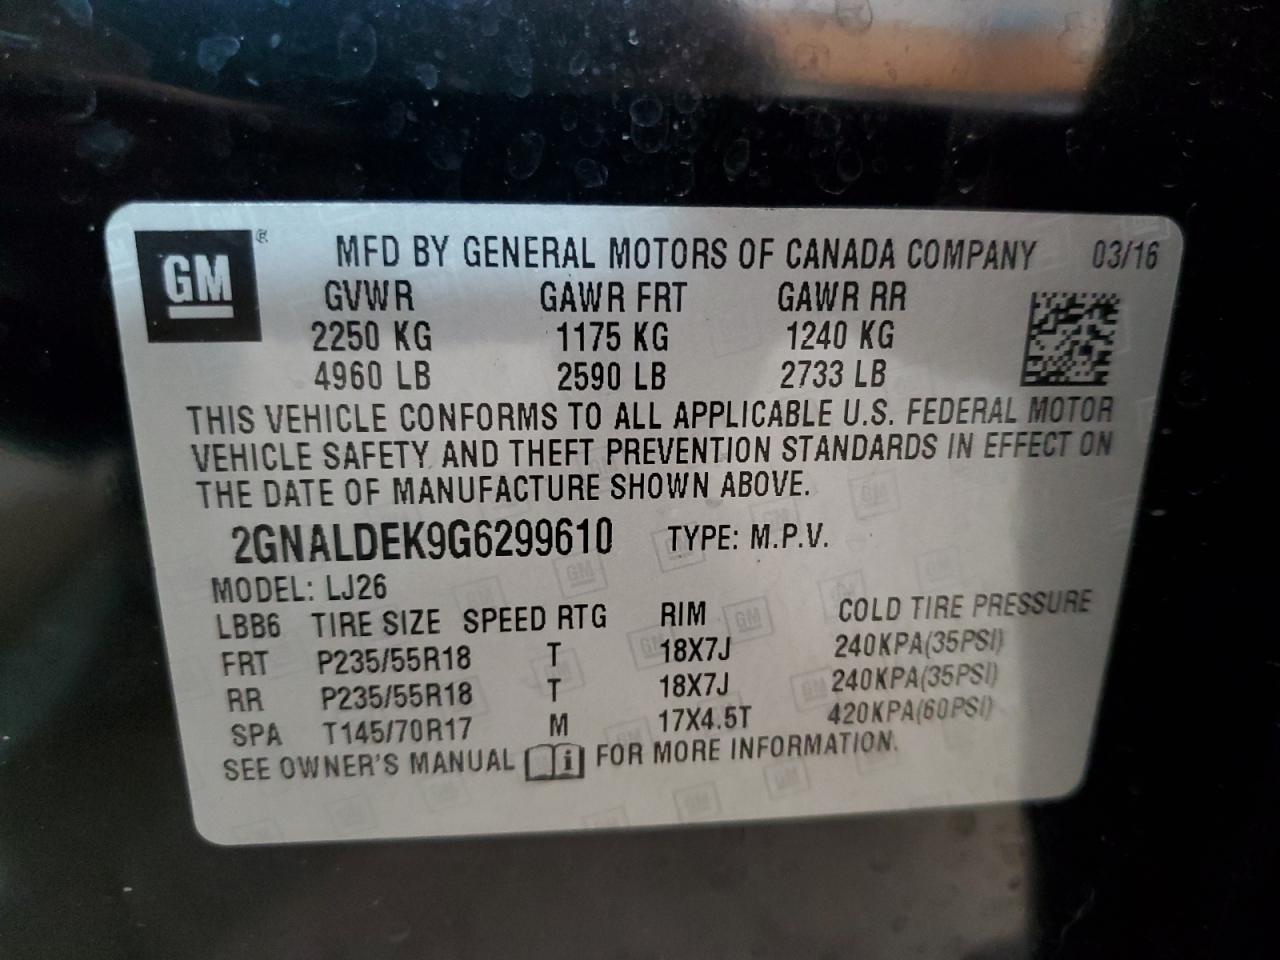 GM ® MFD BY GENERAL MOTORS OF CANADA COMPANY 03/16
GVWR GAWR FRT GAWR RR
2250 KG 1175 KG 1240 KG
4960 LB 2590 LB 2733 LB
THIS VEHICLE CONFORMS TO ALL APPLICABLE U.S. FEDERAL MOTOR
VEHICLE SAFETY AND THEFT PREVENTION STANDARDS IN EFFECT ON
THE DATE OF MANUFACTURE SHOWN ABOVE.
2GNALDEK9G6299610 TYPE: M.P.V.
MODEL: LJ26
LBB6 TIRE SIZE SPEED RTG RIM COLD TIRE PRESSURE
FRT P235/55R18 T 18X7J 240KPA(35PSI)
RR P235/55R18 T 18X7J 240KPA(35PSI)
SPA T145/70R17 M 17X4.5T 420KPA(60PSI)
SEE OWNER'S MANUAL i FOR MORE INFORMATION.